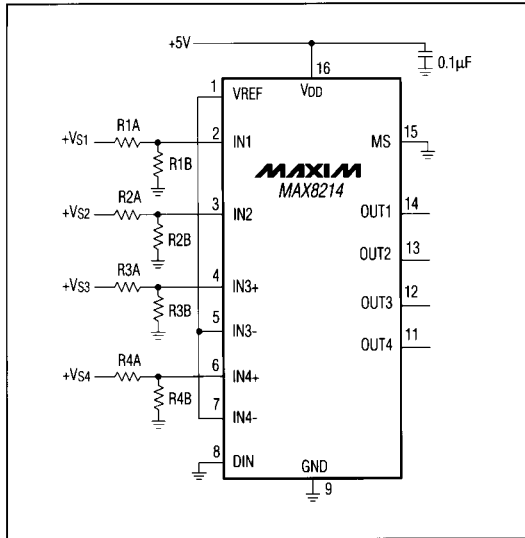 +5V
0.1µF
16
VDD
1
VREF
R1A
+VS1
2
IN1
R1B
MS
15
MAXIM
MAX8214
R2A
+VS2
3
IN2
R2B
OUT1
14
OUT2
13
R3A
+VS3
4
IN3+
R3B
OUT3
12
5
IN3-
OUT4
11
R4A
+VS4
6
IN4+
R4B
7
IN4-
8
DIN
GND
9